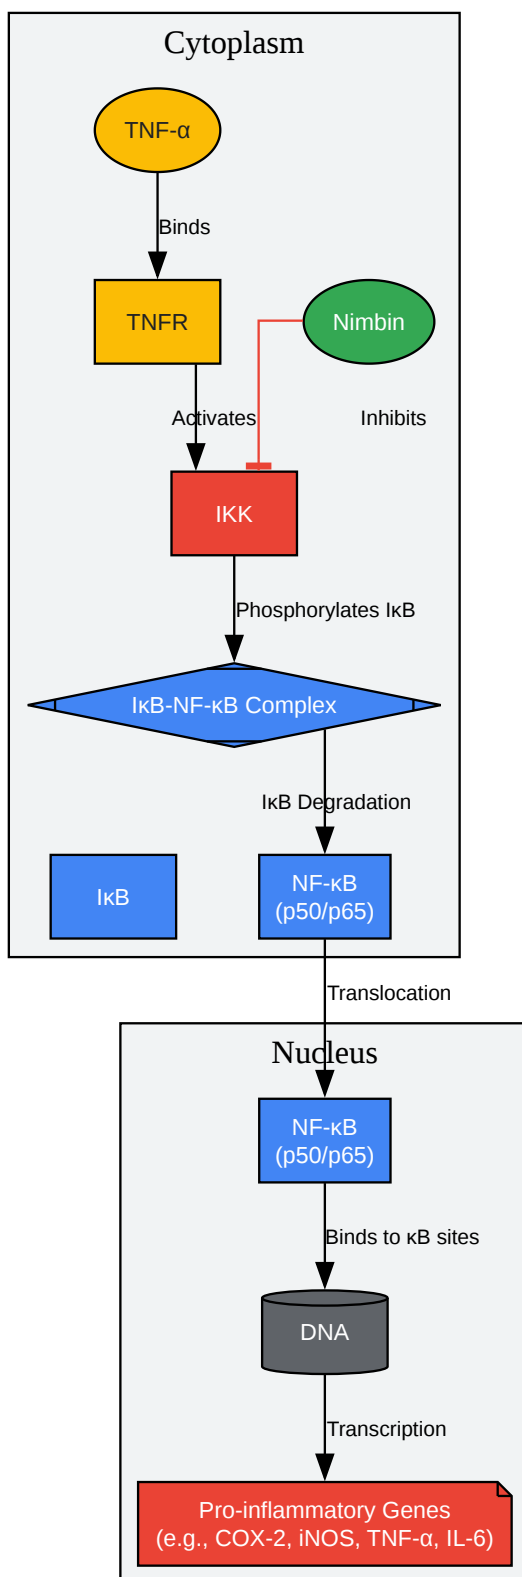 Cytoplasm
TNF-α
Binds
TNFR
Nimbin
Activates
Inhibits
IKK
Phosphorylates IκB
IκB-NF-κB Complex
IκB Degradation
IκB
NF-κB
(p50/p65)
Translocation
Nucleus
NF-κB
(p50/p65)
Binds to κB sites
DNA
Transcription
Pro-inflammatory Genes
(e.g., COX-2, iNOS, TNF-α, IL-6)